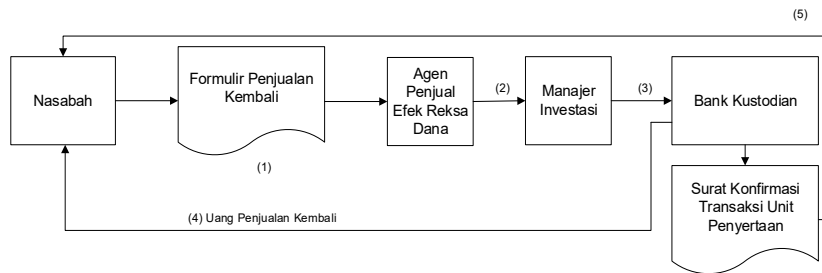 (5)
Nasabah
Formulir Penjualan
Kembali
(1)
Agen
Penjual
Efek Reksa
Dana
(2)
Manajer
Investasi
(3)
Bank Kustodian
(4) Uang Penjualan Kembali
Surat Konfirmasi
Transaksi Unit
Penyertaan